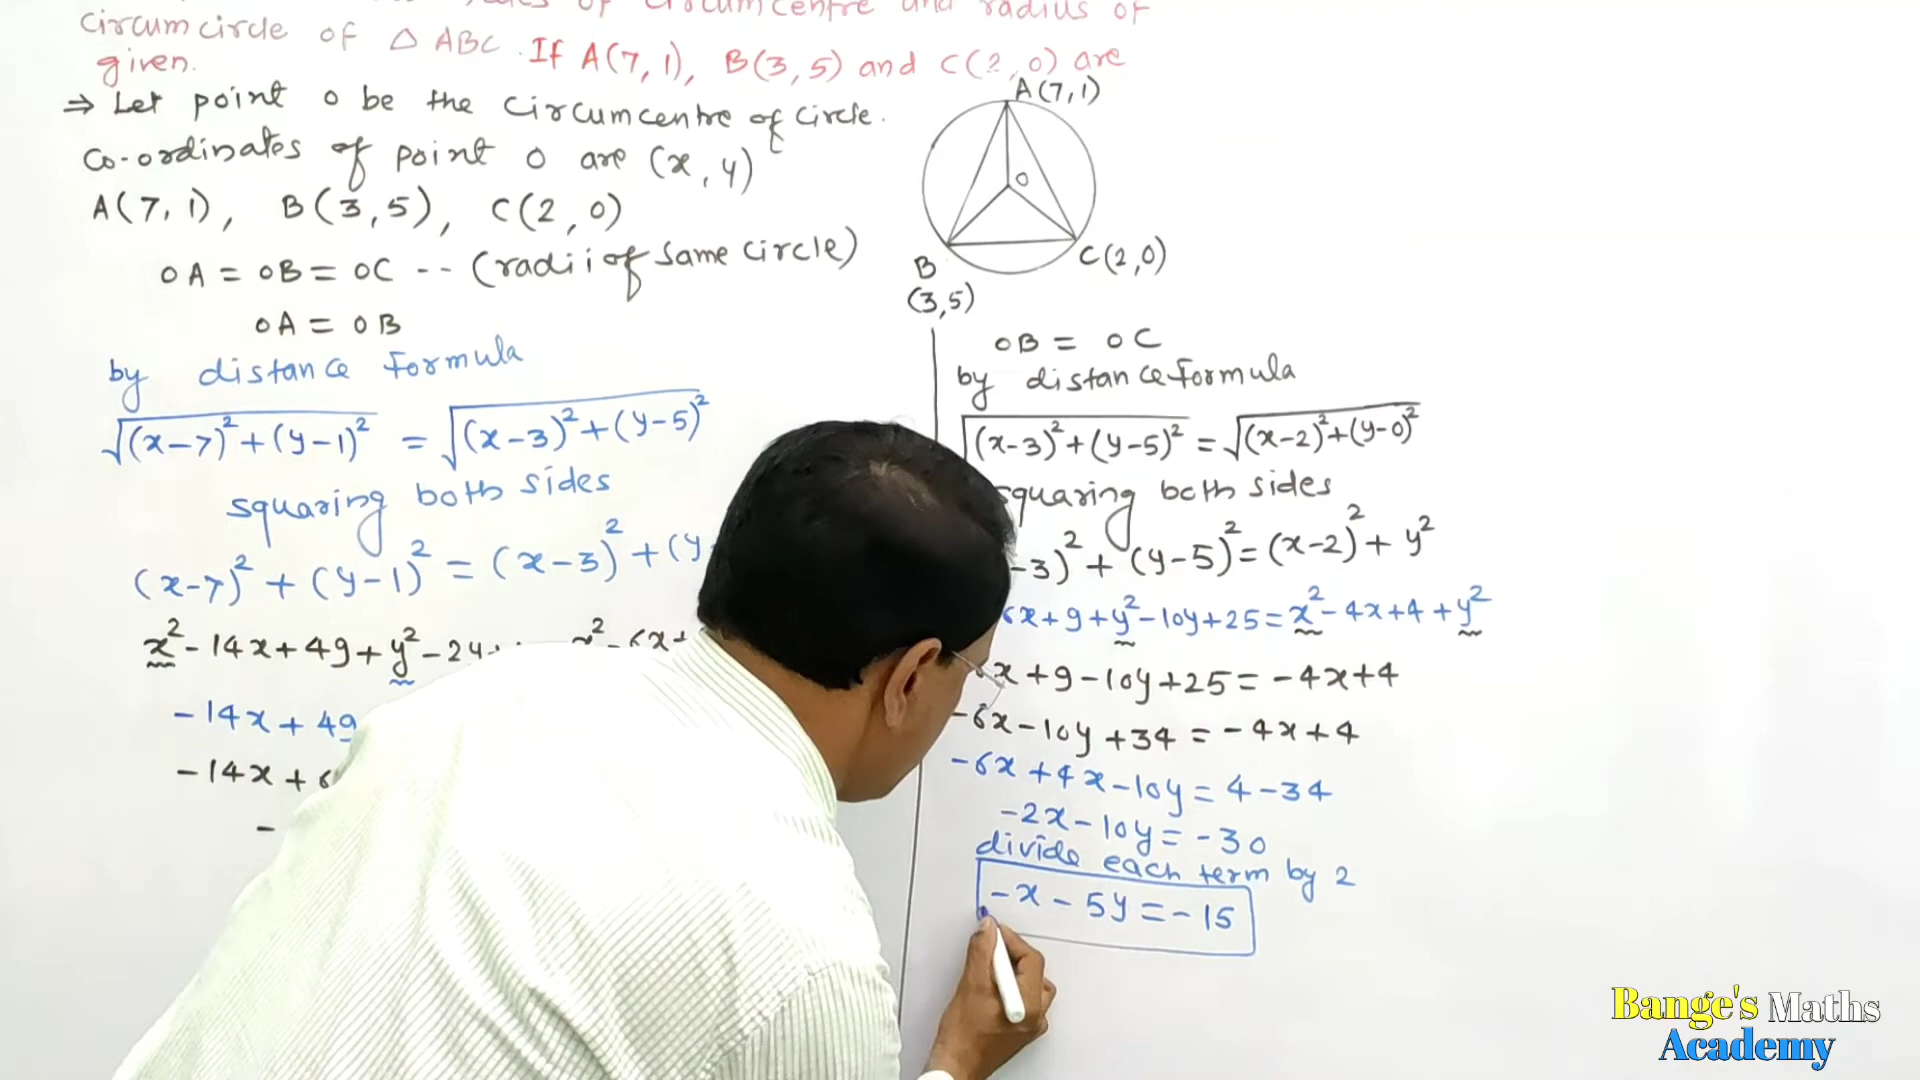 of circumcentre and radius of
circumcircle of △ ABC. If A(7,1), B(3,5) and C(2,0) are
given.
⇒ Let point O be the circumcentre of circle.
Co-ordinates of point O are (x,y)
A(7,1), B(3,5), C(2,0)
OA = OB = OC -- (radii of same circle)
OA = OB
by distance formula
√(x-7)²+(y-1)² = √(x-3)²+(y-5)²
squaring both sides
(x-7)² + (y-1)² = (x-3)² + (y
x²-14x+49+y²-2y+ x²-6x+
-14x+49
-14x+6
-
A(7,1)
O
B
(3,5)
C(2,0)
OB = OC
by distance formula
√(x-3)²+(y-5)² = √(x-2)²+(y-0)²
squaring both sides
-3)²+(y-5)²=(x-2)²+y²
6x+9+y²-10y+25=x²-4x+4+y²
x+9-10y+25=-4x+4
-6x-10y+34=-4x+4
-6x+4x-10y=4-34
-2x-10y=-30
divide each term by 2
-x-5y=-15
Bange's Maths
Academy